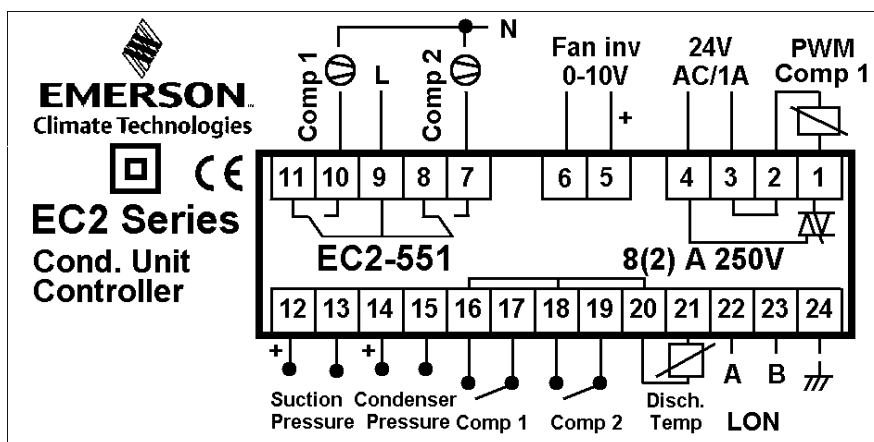 N
Comp 1
L
Comp 2
Fan inv
0-10V
+
24V
AC/1A
PWM
Comp 1
EMERSON™
Climate Technologies
CE
EC2 Series
Cond. Unit
Controller
11 10 9 8 7 6 5 4 3 2 1
EC2-551
8(2) A 250V
12 13 14 15 16 17 18 19 20 21 22 23 24
+ +
Suction
Pressure
Condenser
Pressure
Comp 1
Comp 2
Disch.
Temp
A B
LON